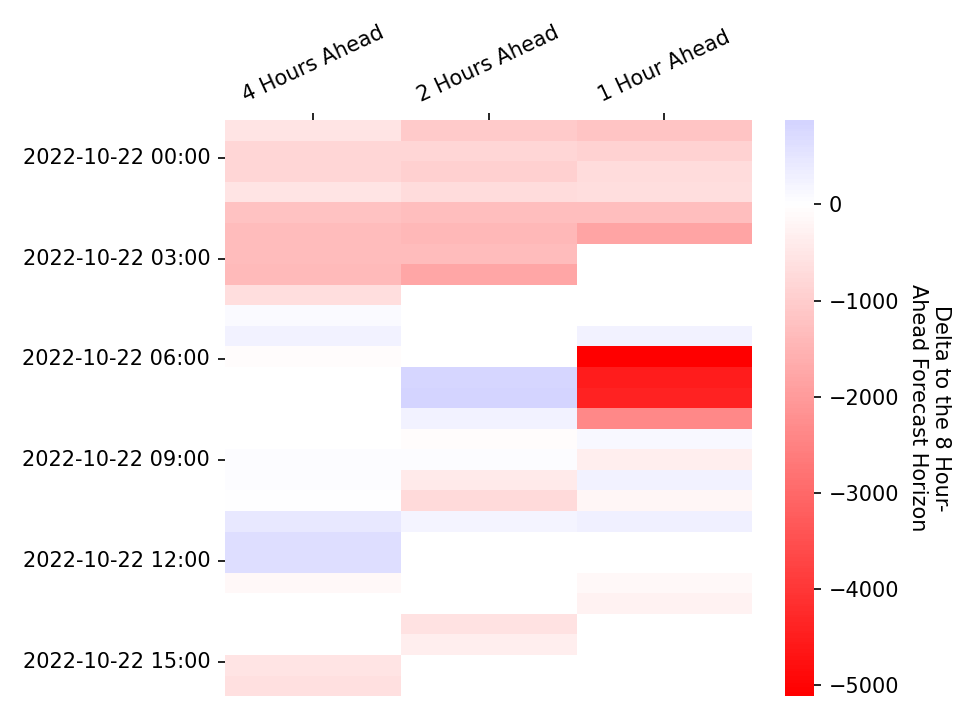 4 Hours Ahead
2 Hours Ahead
1 Hour Ahead
2022-10-22 00:00
2022-10-22 03:00
2022-10-22 06:00
2022-10-22 09:00
2022-10-22 12:00
2022-10-22 15:00
0
−1000
−2000
−3000
−4000
−5000
Delta to the 8 Hour-
Ahead Forecast Horizon